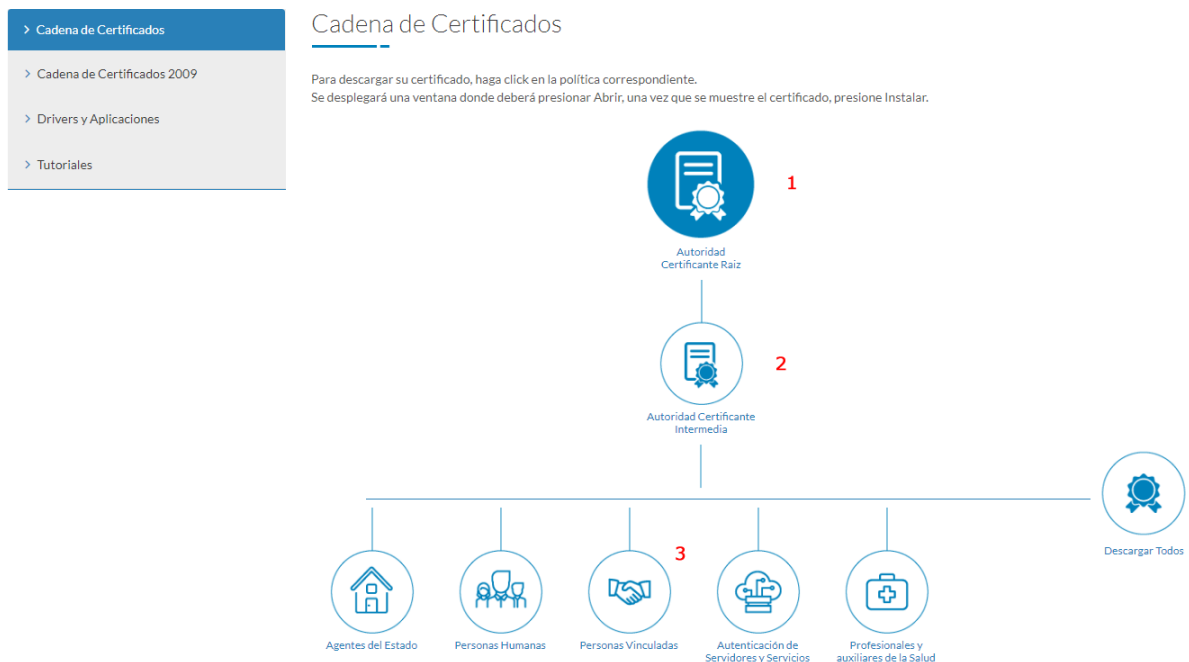 > Cadena de Certificados
> Cadena de Certificados 2009
> Drivers y Aplicaciones
> Tutoriales
Cadena de Certificados
Para descargar su certificado, haga click en la política correspondiente.
Se desplegará una ventana donde deberá presionar Abrir, una vez que se muestre el certificado, presione Instalar.
1
Autoridad
Certificante Raiz
2
Autoridad Certificante
Intermedia
Descargar Todos
3
Agentes del Estado
Personas Humanas
Personas Vinculadas
Autenticación de
Servidores y Servicios
Profesionales y
auxiliares de la Salud